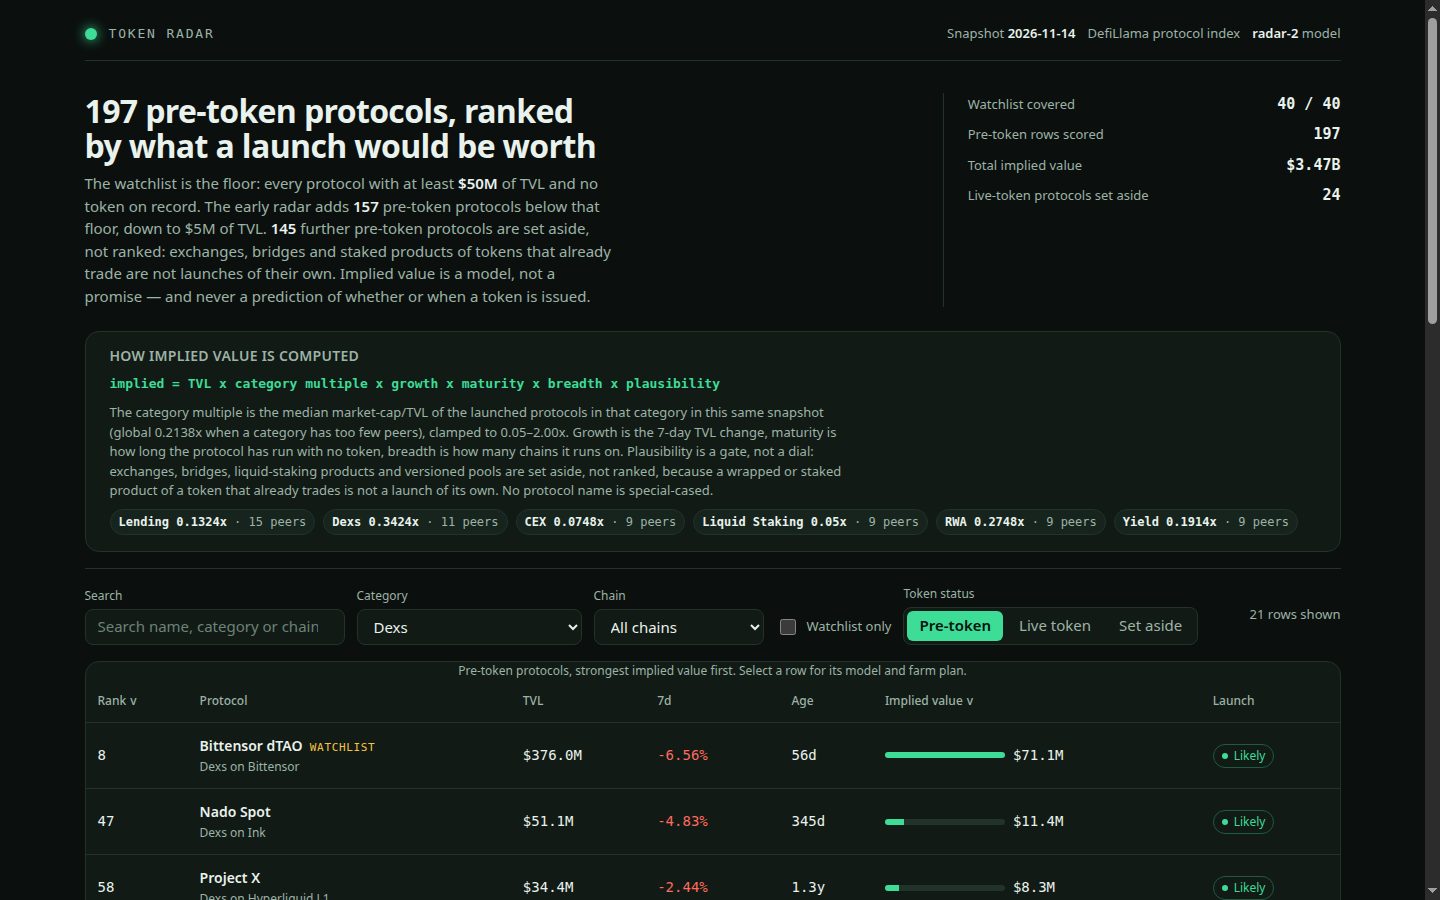 TOKEN RADAR
Snapshot 2026-11-14 DefiLlama protocol index radar-2 model
197 pre-token protocols, ranked
by what a launch would be worth
The watchlist is the floor: every protocol with at least $50M of TVL and no
token on record. The early radar adds 157 pre-token protocols below that
floor, down to $5M of TVL. 145 further pre-token protocols are set aside,
not ranked: exchanges, bridges and staked products of tokens that already
trade are not launches of their own. Implied value is a model, not a
promise — and never a prediction of whether or when a token is issued.
Watchlist covered 40 / 40
Pre-token rows scored 197
Total implied value $3.47B
Live-token protocols set aside 24
HOW IMPLIED VALUE IS COMPUTED
implied = TVL x category multiple x growth x maturity x breadth x plausibility
The category multiple is the median market-cap/TVL of the launched protocols in that category in this same snapshot
(global 0.2138x when a category has too few peers), clamped to 0.05–2.00x. Growth is the 7-day TVL change, maturity is
how long the protocol has run with no token, breadth is how many chains it runs on. Plausibility is a gate, not a dial:
exchanges, bridges, liquid-staking products and versioned pools are set aside, not ranked, because a wrapped or staked
product of a token that already trades is not a launch of its own. No protocol name is special-cased.
Lending 0.1324x · 15 peers Dexs 0.3424x · 11 peers CEX 0.0748x · 9 peers Liquid Staking 0.05x · 9 peers RWA 0.2748x · 9 peers Yield 0.1914x · 9 peers
Search Category Chain Token status
Search name, category or chain Dexs All chains Watchlist only Pre-token Live token Set aside 21 rows shown
Pre-token protocols, strongest implied value first. Select a row for its model and farm plan.
Rank v Protocol TVL 7d Age Implied value v Launch
8 Bittensor dTAO WATCHLIST $376.0M -6.56% 56d $71.1M Likely
Dexs on Bittensor
47 Nado Spot $51.1M -4.83% 345d $11.4M Likely
Dexs on Ink
58 Project X $34.4M -2.44% 1.3y $8.3M Likely
Dexs on Hyperliquid L1